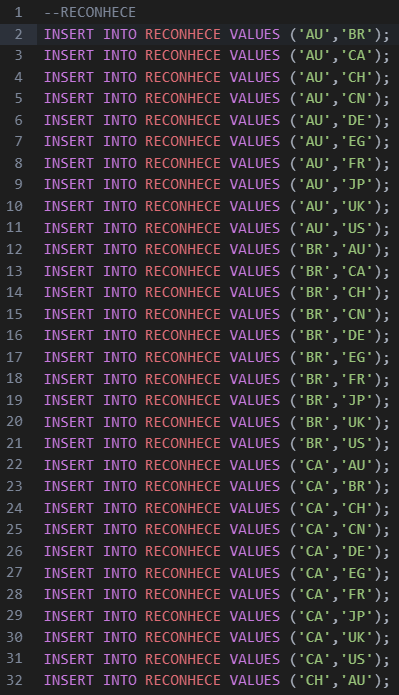 1 --RECONHECE
2 INSERT INTO RECONHECE VALUES ('AU','BR');
3 INSERT INTO RECONHECE VALUES ('AU','CA');
4 INSERT INTO RECONHECE VALUES ('AU','CH');
5 INSERT INTO RECONHECE VALUES ('AU','CN');
6 INSERT INTO RECONHECE VALUES ('AU','DE');
7 INSERT INTO RECONHECE VALUES ('AU','EG');
8 INSERT INTO RECONHECE VALUES ('AU','FR');
9 INSERT INTO RECONHECE VALUES ('AU','JP');
10 INSERT INTO RECONHECE VALUES ('AU','UK');
11 INSERT INTO RECONHECE VALUES ('AU','US');
12 INSERT INTO RECONHECE VALUES ('BR','AU');
13 INSERT INTO RECONHECE VALUES ('BR','CA');
14 INSERT INTO RECONHECE VALUES ('BR','CH');
15 INSERT INTO RECONHECE VALUES ('BR','CN');
16 INSERT INTO RECONHECE VALUES ('BR','DE');
17 INSERT INTO RECONHECE VALUES ('BR','EG');
18 INSERT INTO RECONHECE VALUES ('BR','FR');
19 INSERT INTO RECONHECE VALUES ('BR','JP');
20 INSERT INTO RECONHECE VALUES ('BR','UK');
21 INSERT INTO RECONHECE VALUES ('BR','US');
22 INSERT INTO RECONHECE VALUES ('CA','AU');
23 INSERT INTO RECONHECE VALUES ('CA','BR');
24 INSERT INTO RECONHECE VALUES ('CA','CH');
25 INSERT INTO RECONHECE VALUES ('CA','CN');
26 INSERT INTO RECONHECE VALUES ('CA','DE');
27 INSERT INTO RECONHECE VALUES ('CA','EG');
28 INSERT INTO RECONHECE VALUES ('CA','FR');
29 INSERT INTO RECONHECE VALUES ('CA','JP');
30 INSERT INTO RECONHECE VALUES ('CA','UK');
31 INSERT INTO RECONHECE VALUES ('CA','US');
32 INSERT INTO RECONHECE VALUES ('CH','AU');